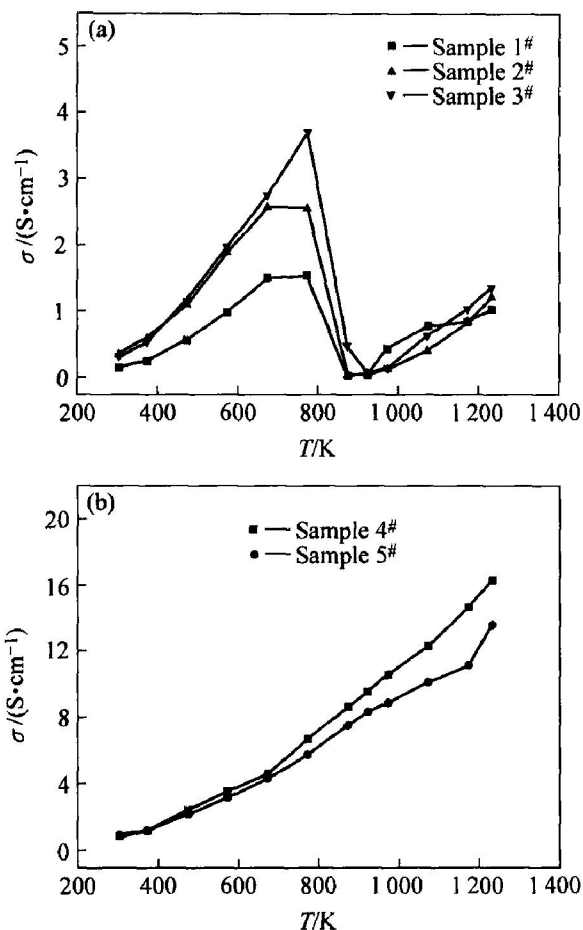 (a)
Sample 1#
Sample 2#
Sample 3#
σ/(S•cm⁻¹)
5
4
3
2
1
0
200 400 600 800 1 000 1 200 1 400
T/K
(b)
Sample 4#
Sample 5#
σ/(S•cm⁻¹)
20
16
12
8
4
0
200 400 600 800 1 000 1 200 1 400
T/K